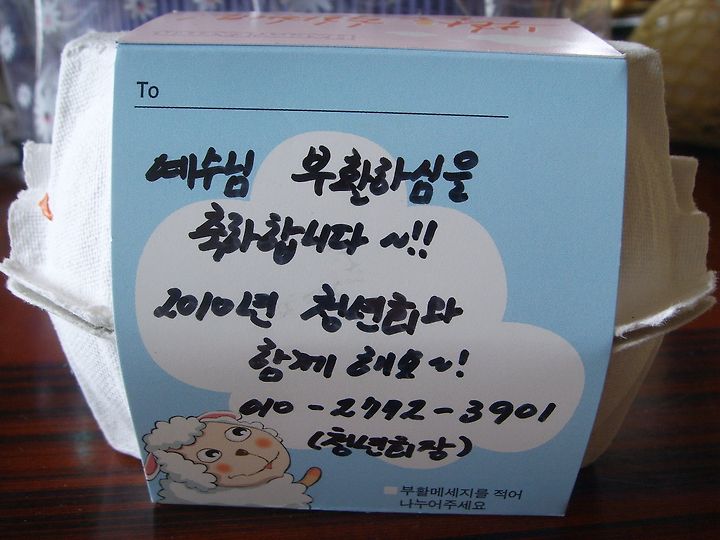 To
예수님 부활하심을
축하합니다~!!
2010년 청년회와
함께 해요~!
010-2772-3901
(청년회장)
부활메세지를 적어
나누어주세요